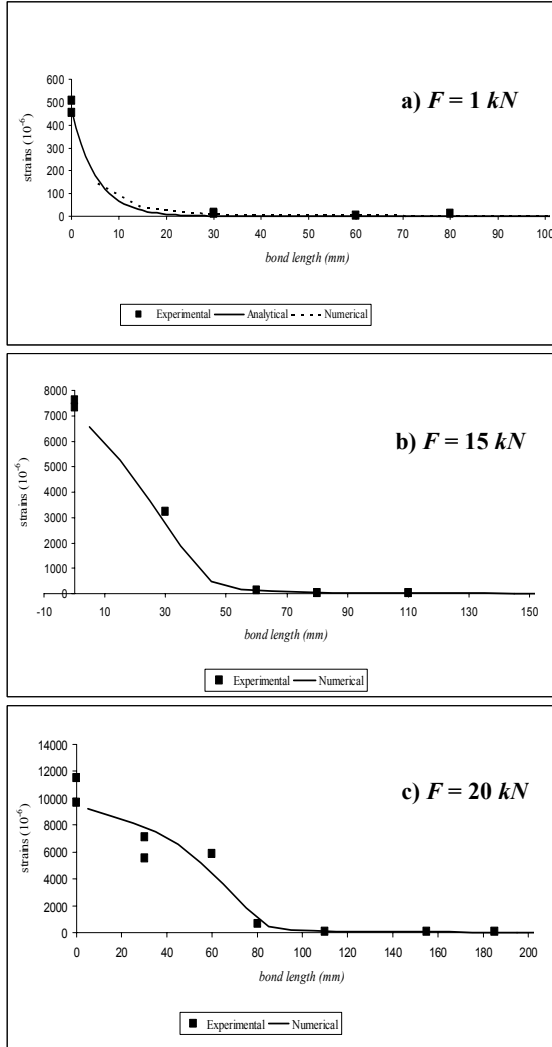 a) F = 1 kN
600
500
400
300
200
100
0
strains (10⁻⁶)
0 10 20 30 40 50 60 70 80 90 100
bond length (mm)
Experimental Analytical Numerical
b) F = 15 kN
8000
7000
6000
5000
4000
3000
2000
1000
0
strains (10⁻⁶)
-10 10 30 50 70 90 110 130 150
bond length (mm)
Experimental Numerical
c) F = 20 kN
14000
12000
10000
8000
6000
4000
2000
0
strains (10⁻⁶)
0 20 40 60 80 100 120 140 160 180 200
bond length (mm)
Experimental Numerical